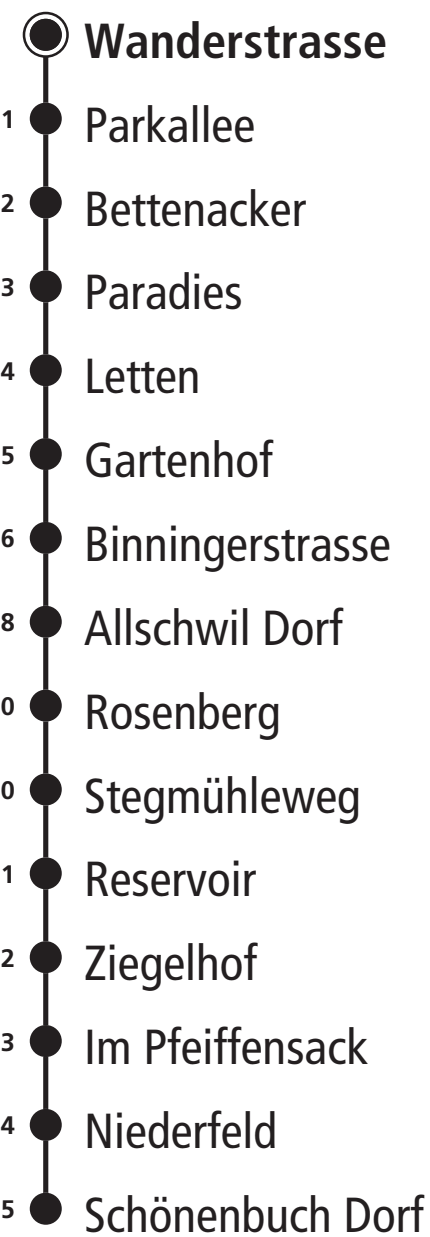 Wanderstrasse
1 Parkallee
2 Bettenacker
3 Paradies
4 Letten
5 Gartenhof
6 Binningerstrasse
8 Allschwil Dorf
0 Rosenberg
0 Stegmühleweg
1 Reservoir
2 Ziegelhof
3 Im Pfeiffensack
4 Niederfeld
5 Schönenbuch Dorf